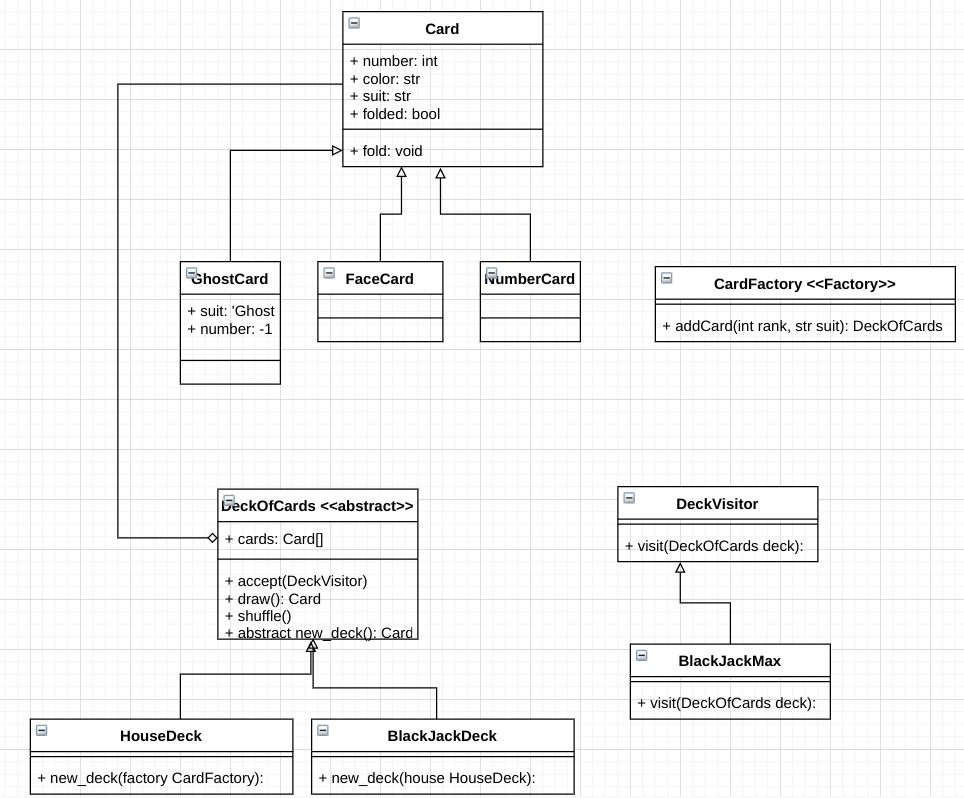 Card
+ number: int
+ color: str
+ suit: str
+ folded: bool
+ fold: void
GhostCard
+ suit: 'Ghost
+ number: -1
FaceCard
NumberCard
CardFactory <<Factory>>
+ addCard(int rank, str suit): DeckOfCards
DeckOfCards <<abstract>>
+ cards: Card[]
+ accept(DeckVisitor)
+ draw(): Card
+ shuffle()
+ abstract new_deck(): Card
DeckVisitor
+ visit(DeckOfCards deck):
BlackJackMax
+ visit(DeckOfCards deck):
HouseDeck
+ new_deck(factory CardFactory):
BlackJackDeck
+ new_deck(house HouseDeck):